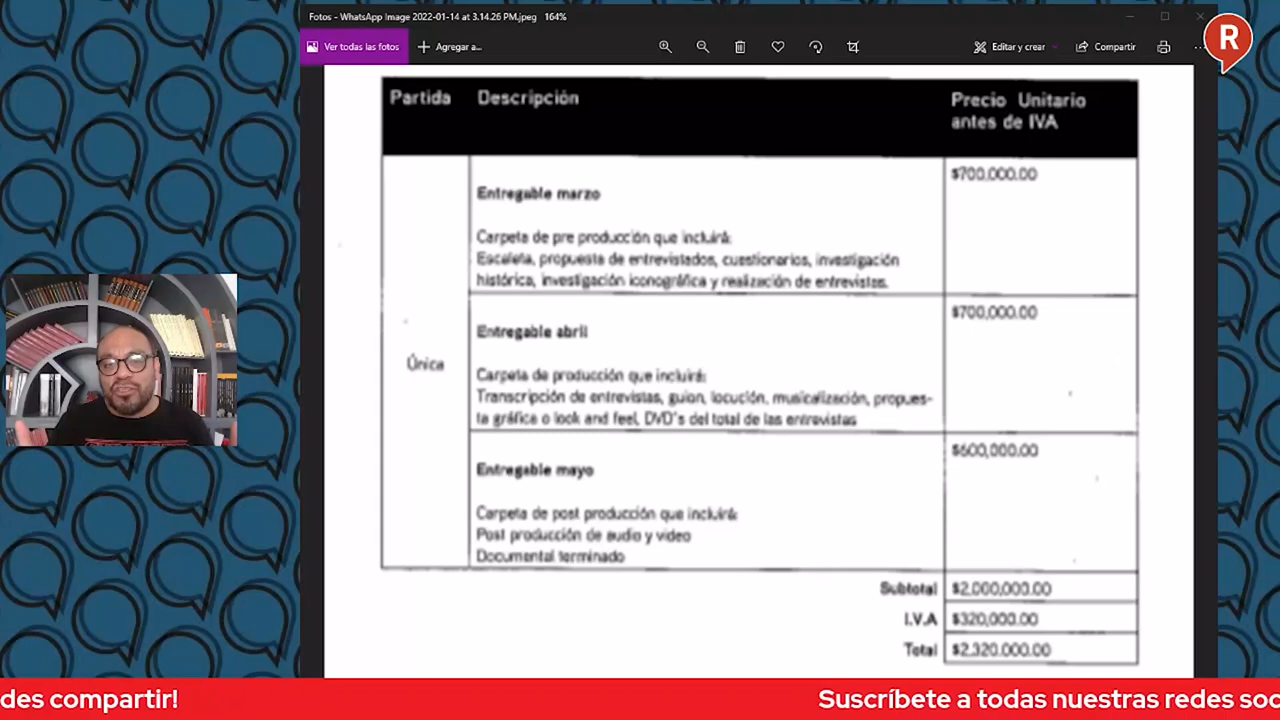 Fotos - WhatsApp Image 2022-01-14 at 3.14.26 PM.jpeg 164%
Ver todas las fotos
Agregar a...
Editar y crear
Compartir
R
Partida Descripción Precio Unitario
antes de IVA
Única
Entregable marzo
$700,000.00
Carpeta de pre producción que incluirá:
Escaleta, propuesta de entrevistados, cuestionarios, investigación
histórica, investigación iconográfica y realización de entrevistas.
Entregable abril
$700,000.00
Carpeta de producción que incluirá:
Transcripción de entrevistas, guion, locución, musicalización, propues-
ta gráfica o look and feel, DVD's del total de las entrevistas
Entregable mayo
$600,000.00
Carpeta de post producción que incluirá:
Post producción de audio y video
Documental terminado
Subtotal $2,000,000.00
I.V.A $320,000.00
Total $2,320.000.00
des compartir! Suscríbete a todas nuestras redes soc